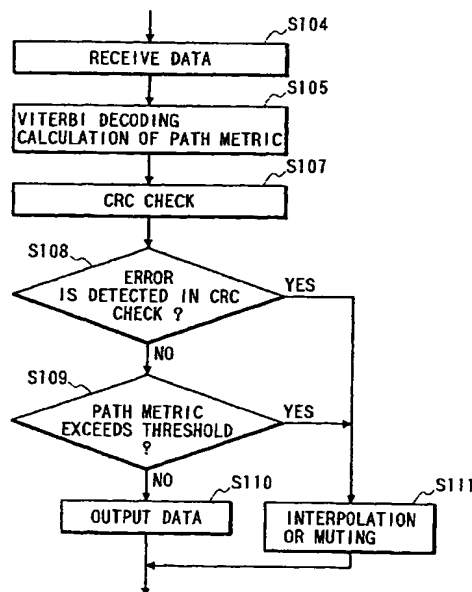 S104
RECEIVE DATA
S105
VITERBI DECODING
CALCULATION OF PATH METRIC
S107
CRC CHECK
S108
ERROR
IS DETECTED IN CRC
CHECK ?
YES
NO
S109
PATH METRIC
EXCEEDS THRESHOLD
?
YES
NO
S110
OUTPUT DATA
S111
INTERPOLATION
OR MUTING